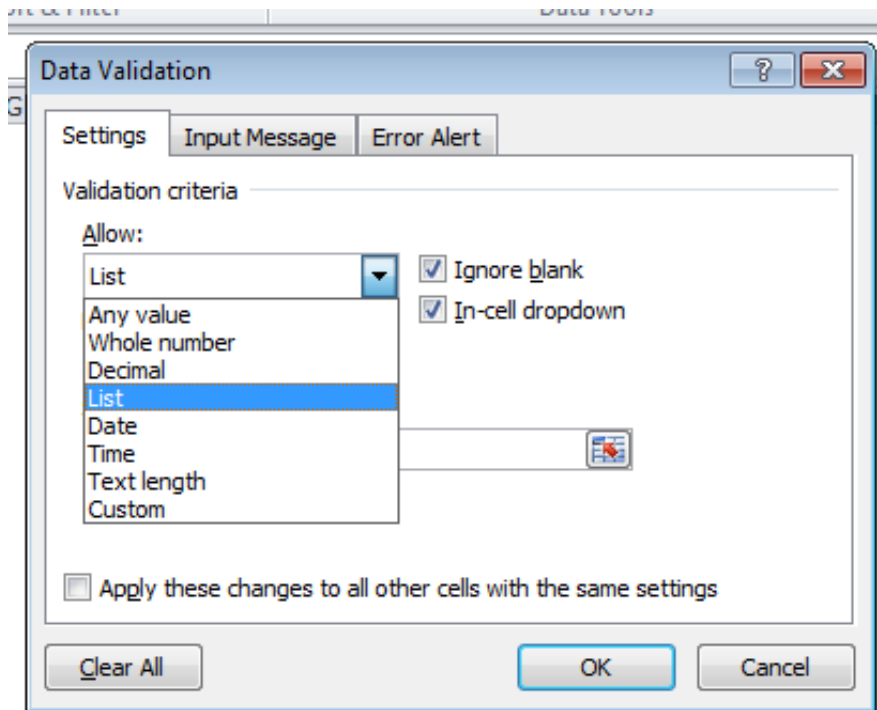 Data Tools
Data Validation
G
Settings
Input Message
Error Alert
Validation criteria
Allow:
List
Ignore blank
In-cell dropdown
Any value
Whole number
Decimal
List
Date
Time
Text length
Custom
Apply these changes to all other cells with the same settings
Clear All
OK
Cancel